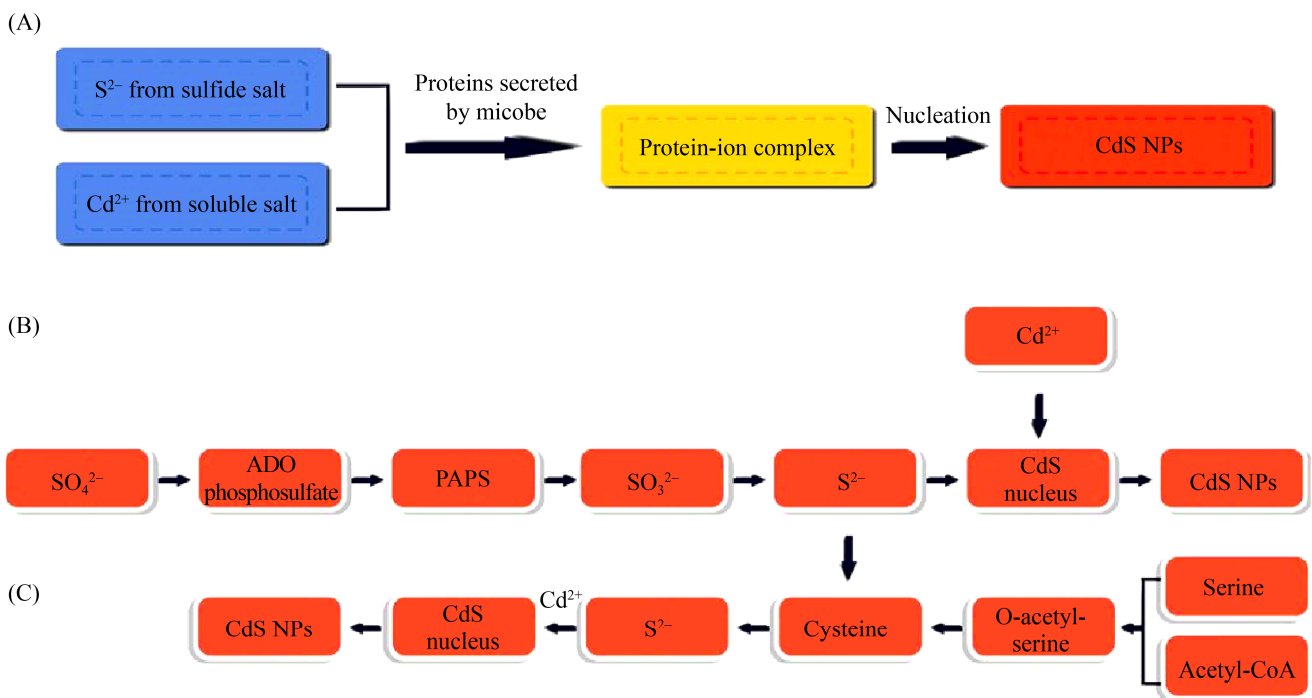 (A)
S²⁻ from sulfide salt
Cd²⁺ from soluble salt
Proteins secreted
by micobe
Protein-ion complex
Nucleation
CdS NPs
(B)
Cd²⁺
SO₄²⁻
ADO
phosphosulfate
PAPS
SO₃²⁻
S²⁻
CdS
nucleus
CdS NPs
(C)
CdS NPs
CdS
nucleus
Cd²⁺
S²⁻
Cysteine
O-acetyl-
serine
Serine
Acetyl-CoA